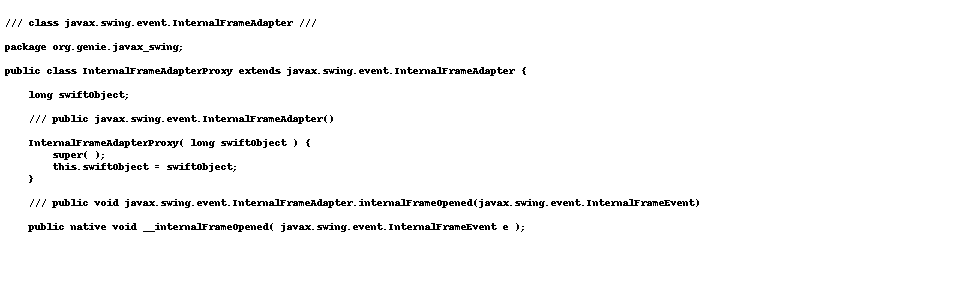 /// class javax.swing.event.InternalFrameAdapter ///
package org.genie.javax_swing;
public class InternalFrameAdapterProxy extends javax.swing.event.InternalFrameAdapter {
long swiftObject;
/// public javax.swing.event.InternalFrameAdapter()
InternalFrameAdapterProxy( long swiftObject ) {
super( );
this.swiftObject = swiftObject;
}
/// public void javax.swing.event.InternalFrameAdapter.internalFrameOpened(javax.swing.event.InternalFrameEvent)
public native void __internalFrameOpened( javax.swing.event.InternalFrameEvent e );